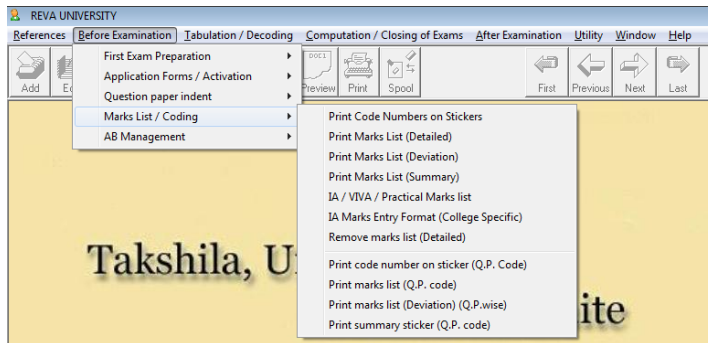 REVA UNIVERSITY
References Before Examination Tabulation / Decoding Computation / Closing of Exams After Examination Utility Window Help
First Exam Preparation
Application Forms / Activation
Question paper indent
Marks List / Coding
AB Management
DOC1
Add Preview Print Spool First Previous Next Last
Print Code Numbers on Stickers
Print Marks List (Detailed)
Print Marks List (Deviation)
Print Marks List (Summary)
IA / VIVA / Practical Marks list
IA Marks Entry Format (College Specific)
Remove marks list (Detailed)
Print code number on sticker (Q.P. Code)
Print marks list (Q.P. code)
Print marks list (Deviation) (Q.P.wise)
Print summary sticker (Q.P. code)
Takshila, U
ite